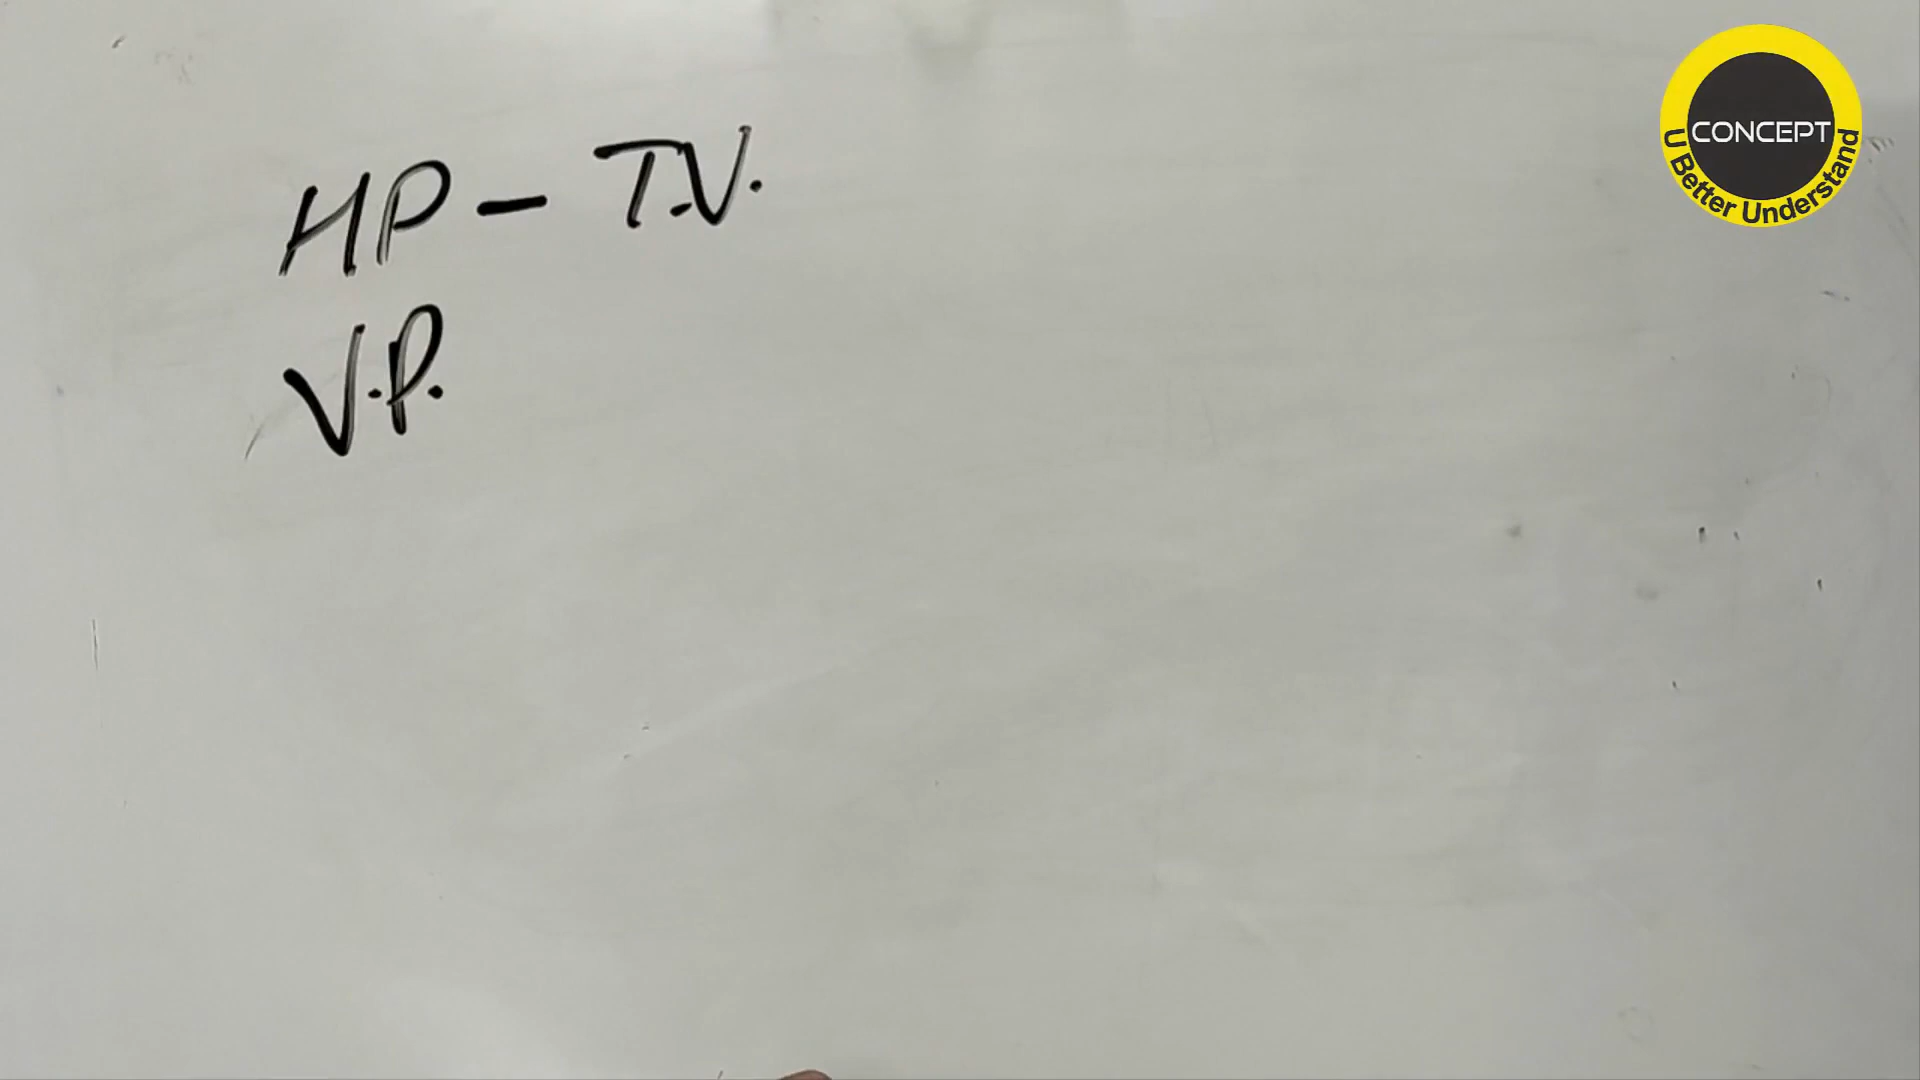 HP - T.V.
V.P.
CONCEPT
U Better Understand